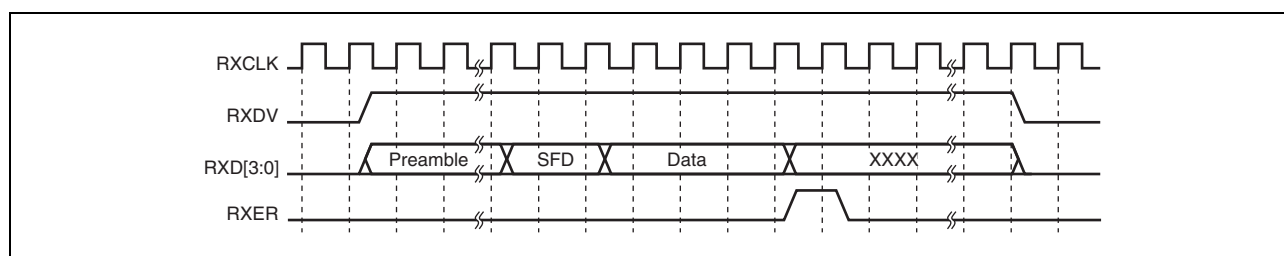 RXCLK
RXDV
RXD[3:0]
Preamble SFD Data XXXX
RXER